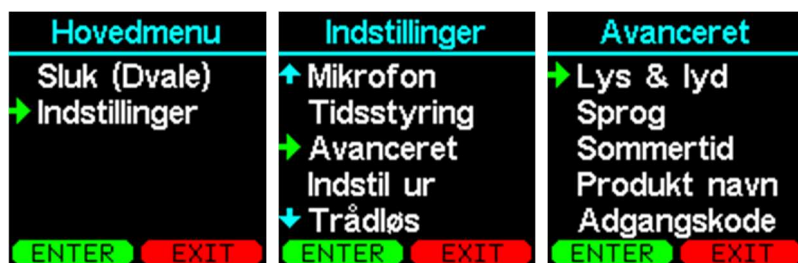 Hovedmenu
Sluk (Dvale)
Indstillinger
ENTER EXIT
Indstillinger
Mikrofon
Tidsstyring
Avanceret
Indstil ur
Trådløs
ENTER EXIT
Avanceret
Lys & lyd
Sprog
Sommertid
Produkt navn
Adgangskode
ENTER EXIT